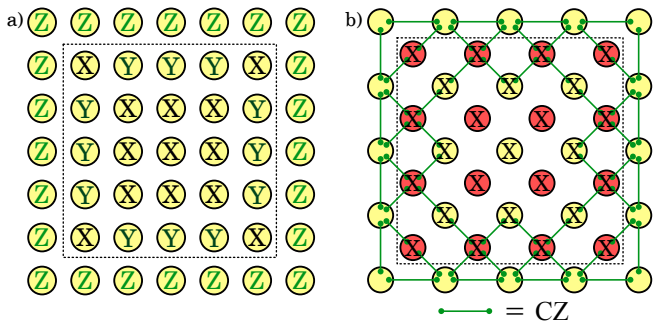 a)
Z Z Z Z Z Z Z
Z X Y Y Y X Z
Z Y X X X Y Z
Z Y X X X Y Z
Z Y X X X Y Z
Z X Y Y Y X Z
Z Z Z Z Z Z Z
b)
X X X X
X X X
X X X X
X X X
X X X X
X X X
X X X X
= CZ